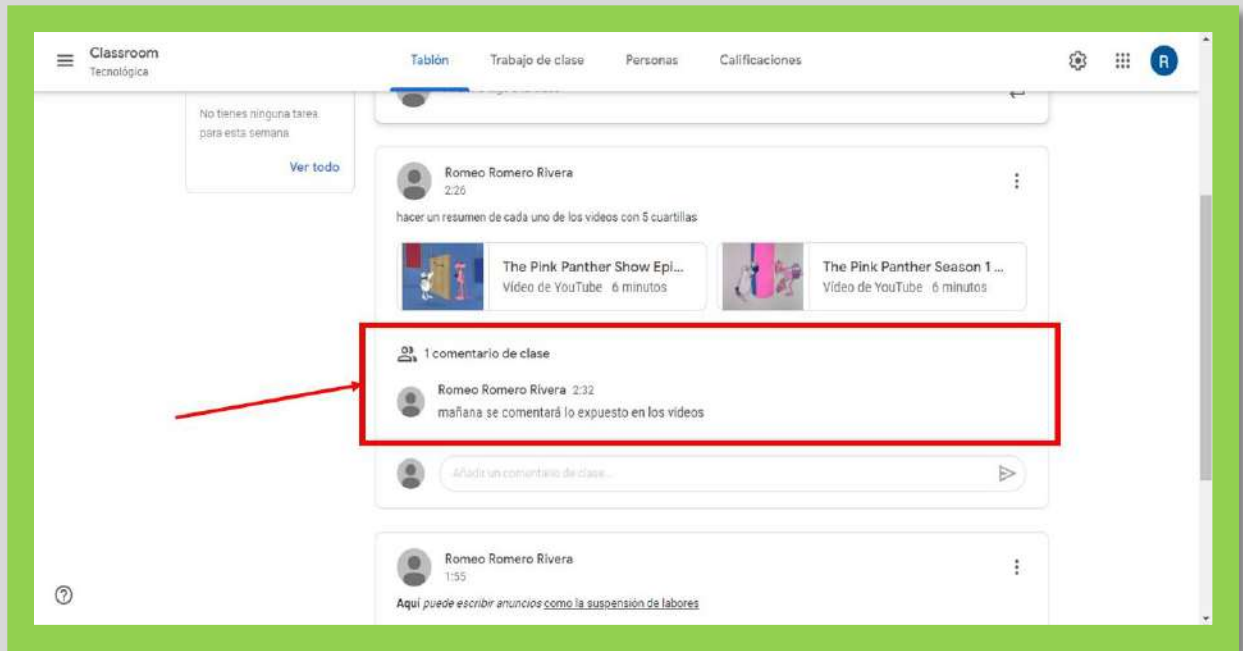 Classroom
Tecnológica
Tablón
Trabajo de clase
Personas
Calificaciones
R
No tienes ninguna tarea
para esta semana
Ver todo
Romeo Romero Rivera
2:26
hacer un resumen de cada uno de los videos con 5 cuartillas
The Pink Panther Show Epi...
Vídeo de YouTube 6 minutos
The Pink Panther Season 1 ...
Vídeo de YouTube 6 minutos
1 comentario de clase
Romeo Romero Rivera 2:32
mañana se comentará lo expuesto en los videos
Añadir un comentario de clase...
Romeo Romero Rivera
1:55
Aquí puede escribir anuncios como la suspensión de labores